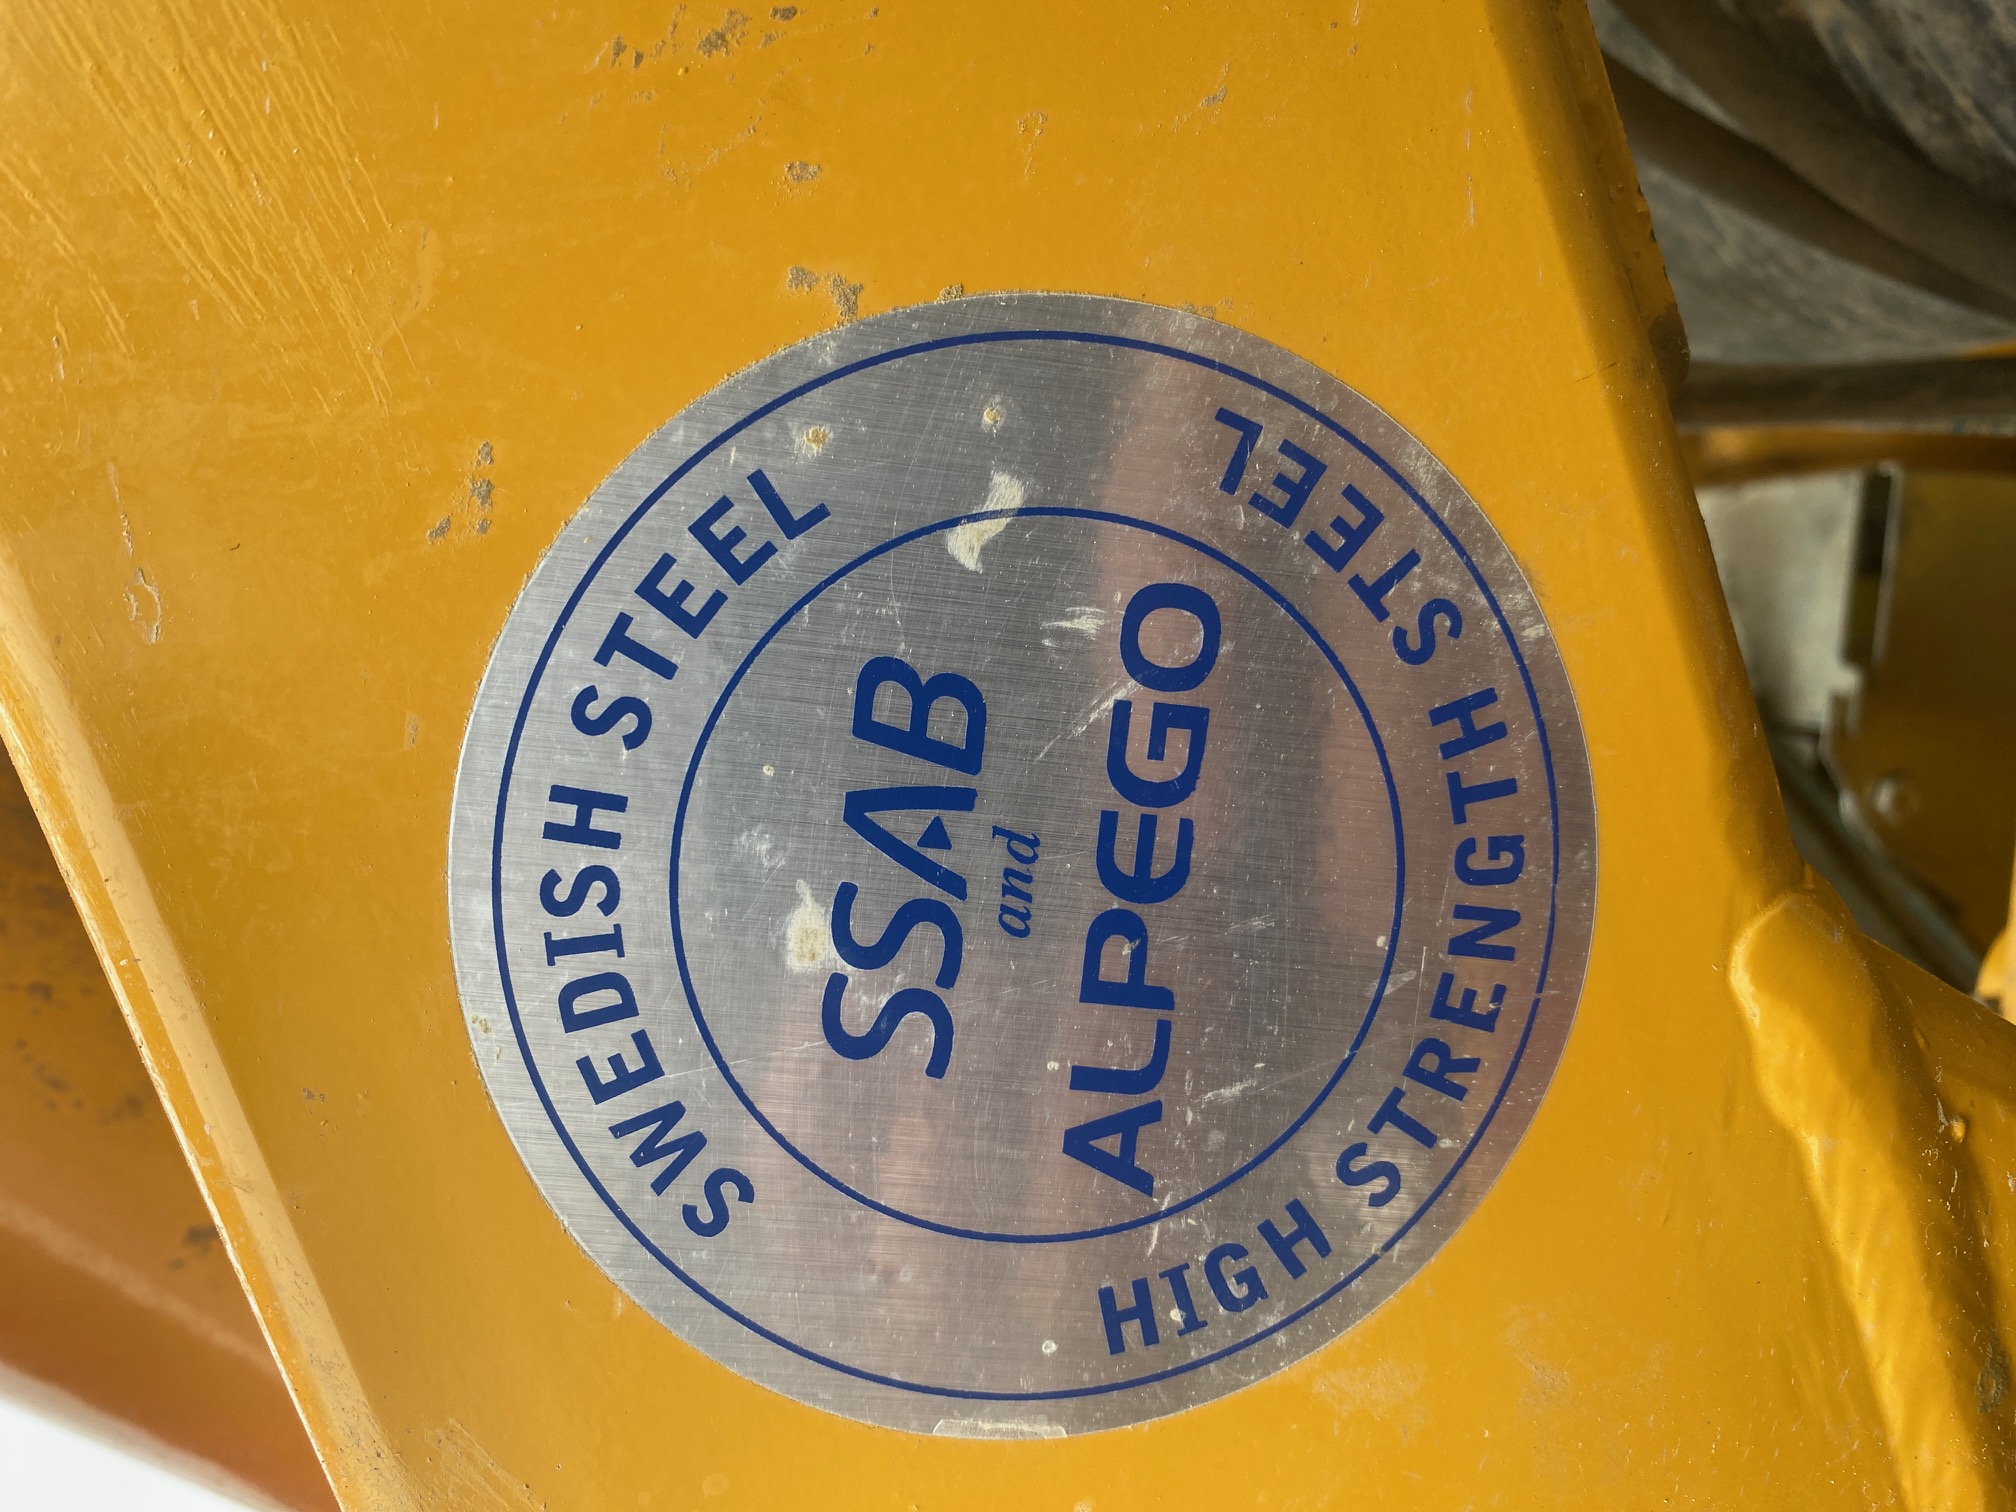 SWEDISH STEEL
SSAB
and
ALPEGO
HIGH STRENGTH STEEL